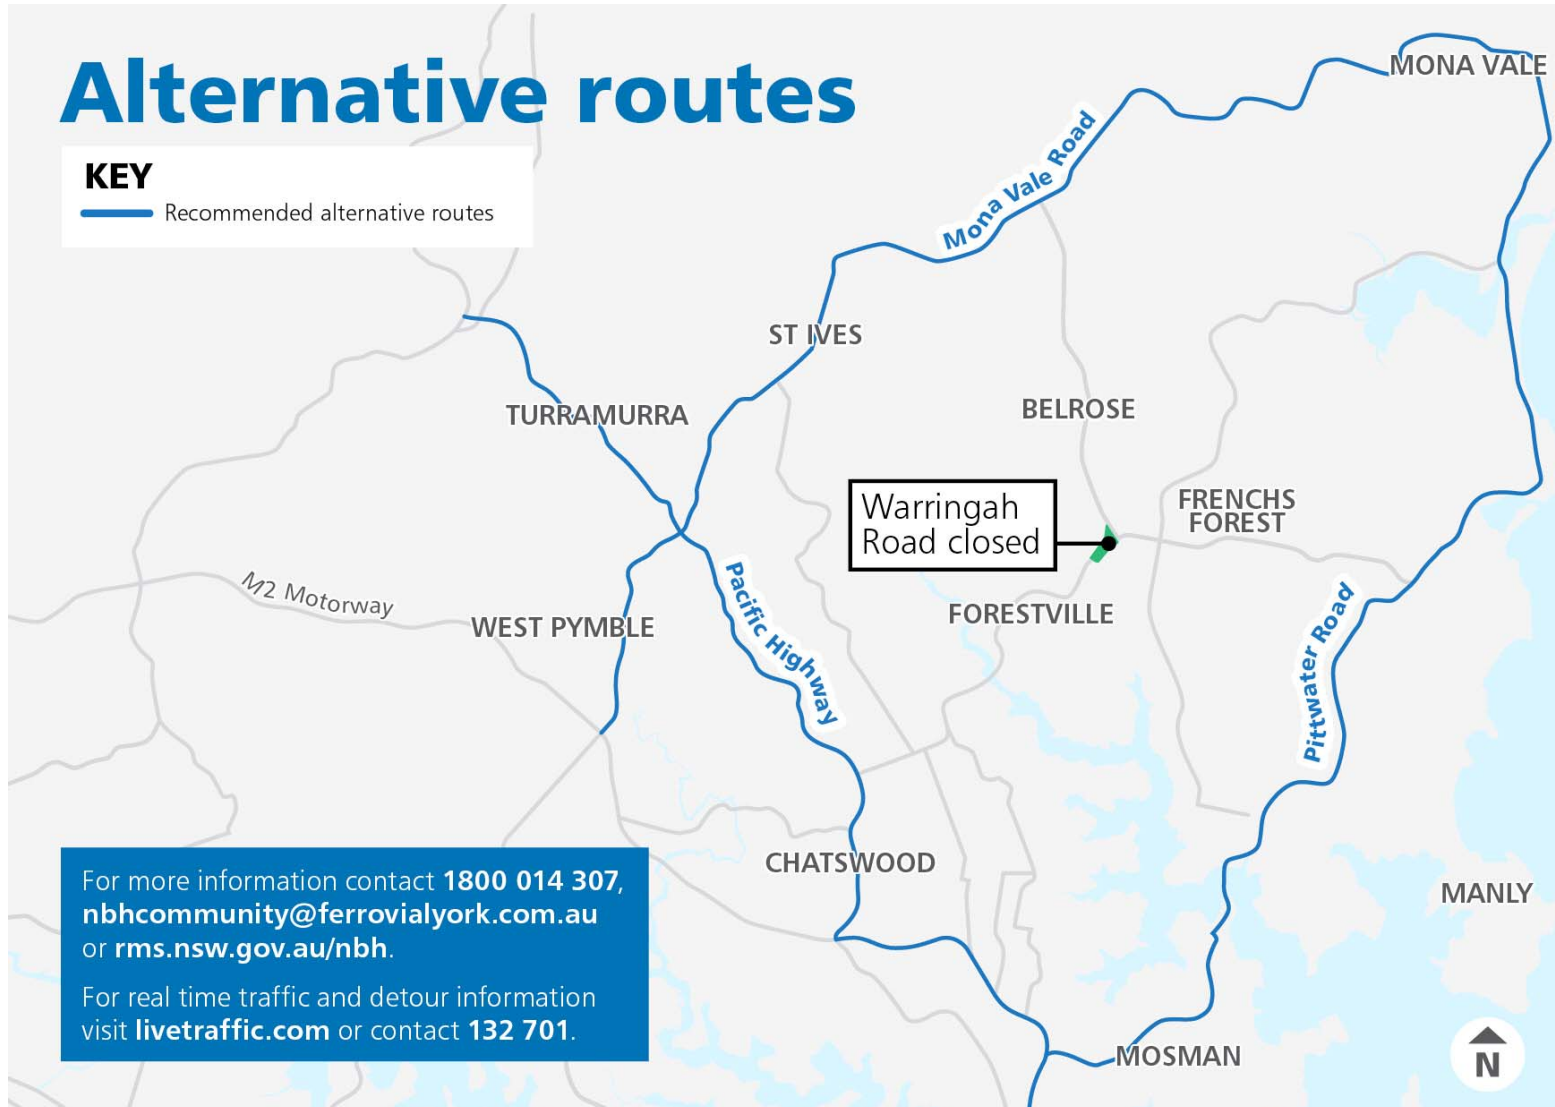 Alternative routes
KEY
Recommended alternative routes
MONA VALE
Mona Vale Road
ST IVES
TURRAMURRA
BELROSE
Warringah
Road closed
FRENCHS
FOREST
M2 Motorway
WEST PYMBLE
Pacific Highway
FORESTVILLE
Pittwater Road
CHATSWOOD
MANLY
For more information contact 1800 014 307,
nbhcommunity@ferrovialyork.com.au
or rms.nsw.gov.au/nbh.
For real time traffic and detour information
visit livetraffic.com or contact 132 701.
MOSMAN
N